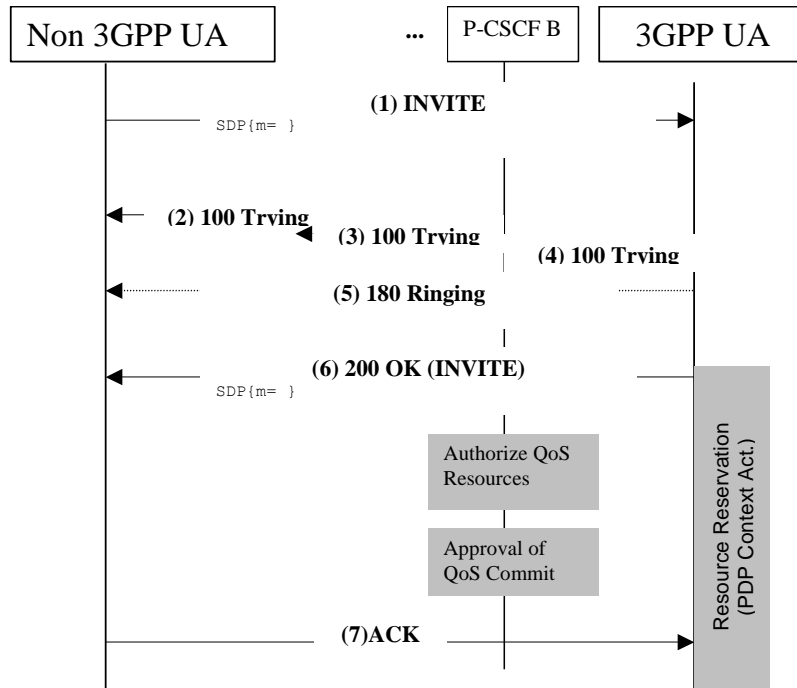 Non 3GPP UA
...
P-CSCF B
3GPP UA
(1) INVITE
SDP{m= }
(2) 100 Trying
(3) 100 Trying
(4) 100 Trying
(5) 180 Ringing
(6) 200 OK (INVITE)
SDP{m= }
Authorize QoS
Resources
Approval of
QoS Commit
Resource Reservation
(PDP Context Act.)
(7)ACK